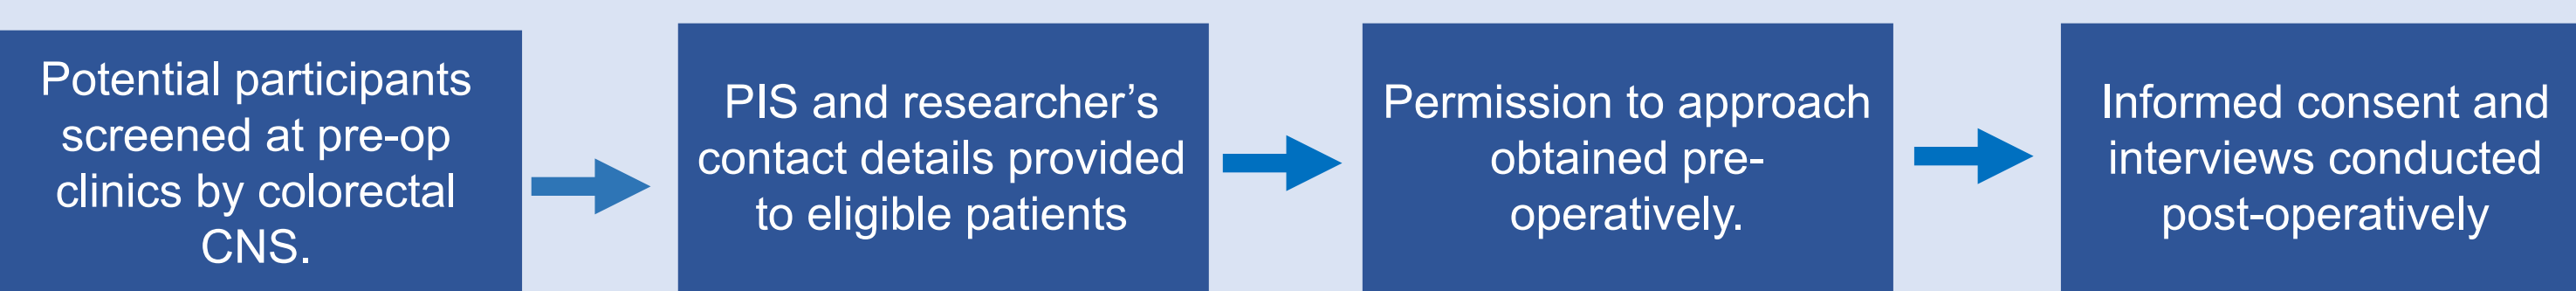 Potential participants
screened at pre-op
clinics by colorectal
CNS.
PIS and researcher’s
contact details provided
to eligible patients
Permission to approach
obtained pre-
operatively.
Informed consent and
interviews conducted
post-operatively